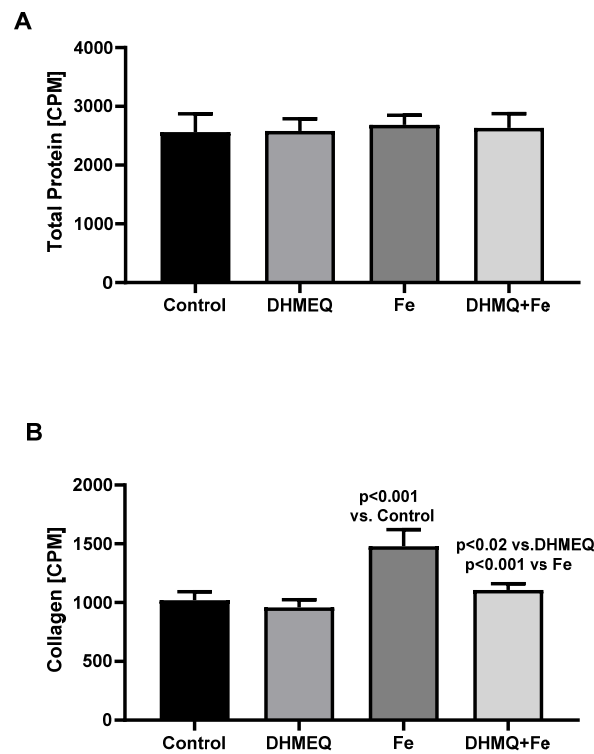 A
Total Protein [CPM]
4000
3000
2000
1000
0
Control DHMEQ Fe DHMQ+Fe
B
Collagen [CPM]
2000
1500
1000
500
0
p<0.001
vs. Control
p<0.02 vs.DHMEQ
p<0.001 vs Fe
Control DHMEQ Fe DHMQ+Fe